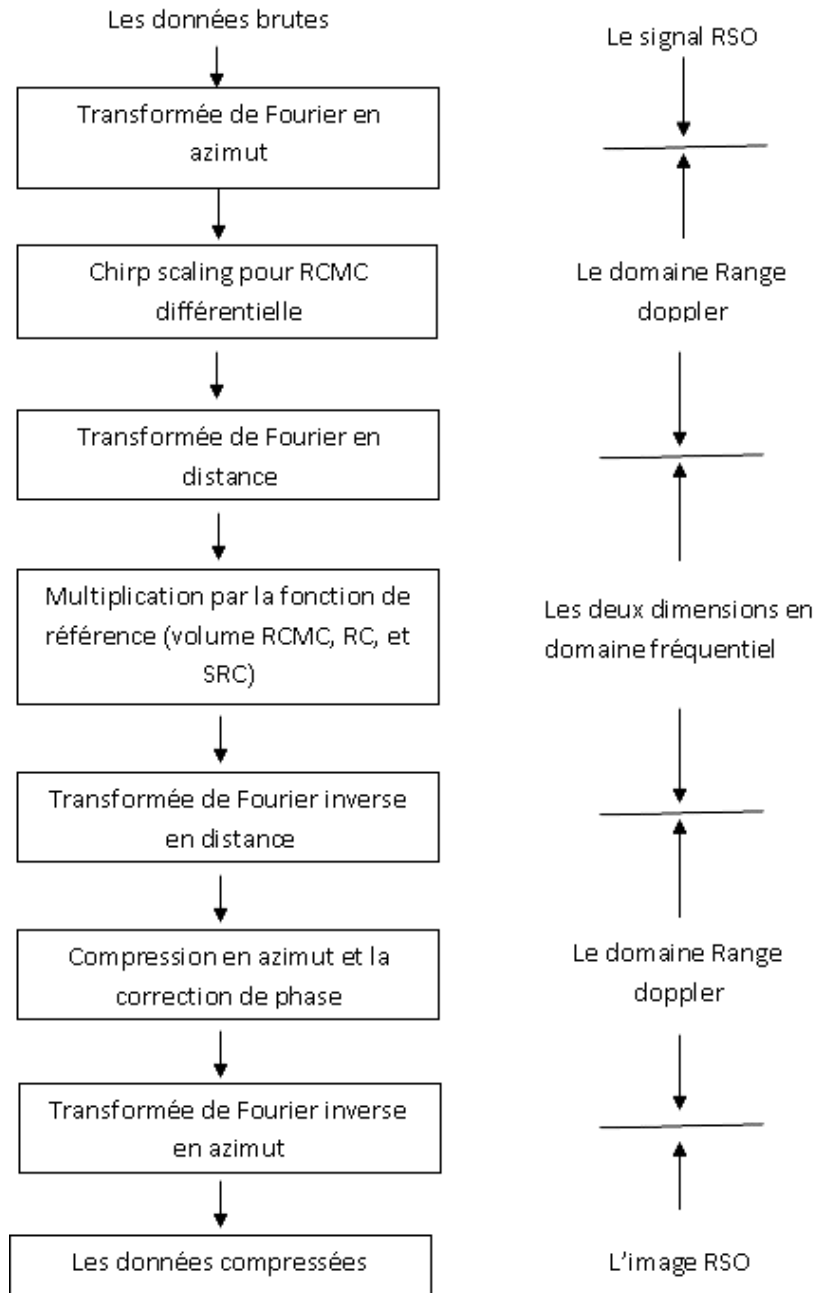 Les données brutes
Transformée de Fourier en
azimut
Chirp scaling pour RCMC
différentielle
Transformée de Fourier en
distance
Multiplication par la fonction de
référence (volume RCMC, RC, et
SRC)
Transformée de Fourier inverse
en distance
Compression en azimut et la
correction de phase
Transformée de Fourier inverse
en azimut
Les données compressées
Le signal RSO
Le domaine Range
doppler
Les deux dimensions en
domaine fréquentiel
Le domaine Range
doppler
L'image RSO